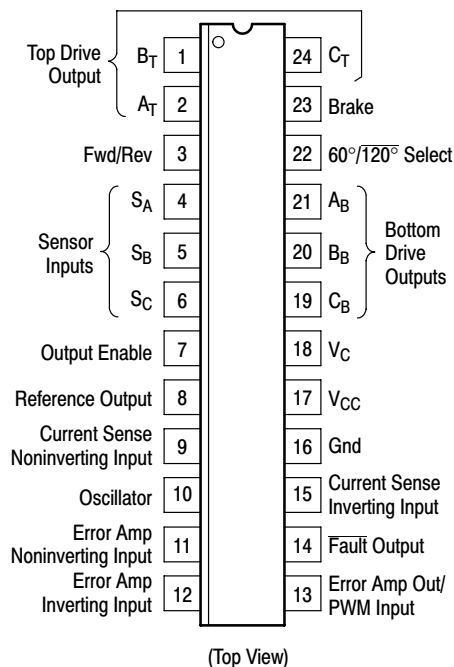 Top Drive
Output
B_T 1
A_T 2
Fwd/Rev 3
Sensor
Inputs
S_A 4
S_B 5
S_C 6
Output Enable 7
Reference Output 8
Current Sense
Noninverting Input 9
Oscillator 10
Error Amp
Noninverting Input 11
Error Amp
Inverting Input 12
24 C_T
23 Brake
22 60°/1̅2̅0̅°̅ Select
21 A_B
20 B_B
19 C_B
Bottom
Drive
Outputs
18 V_C
17 V_CC
16 Gnd
15 Current Sense
Inverting Input
14 F̅a̅u̅l̅t̅ Output
13 Error Amp Out/
PWM Input
(Top View)